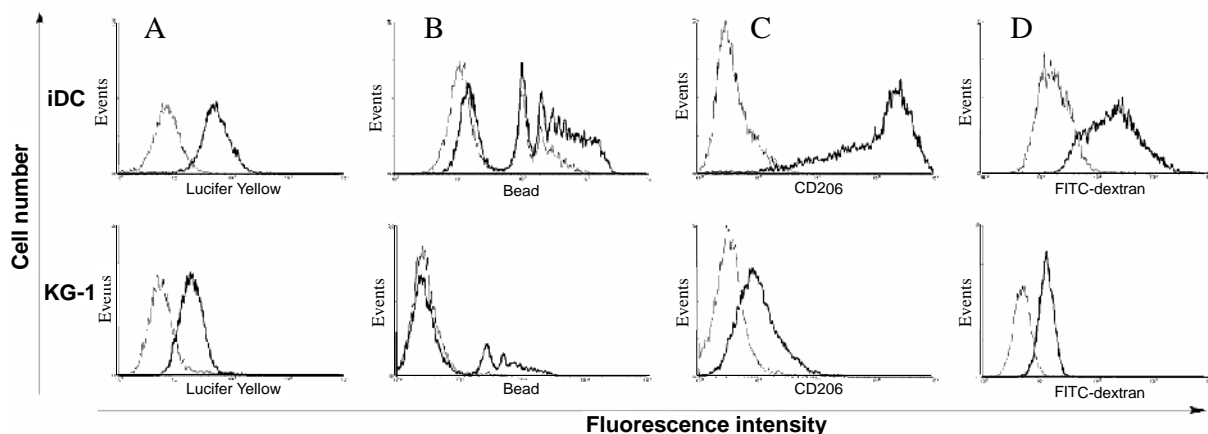 A B C D
Cell number
iDC
Events Events Events Events
Lucifer Yellow Bead CD206 FITC-dextran
KG-1
Events Events Events Events
Lucifer Yellow Bead CD206 FITC-dextran
Fluorescence intensity